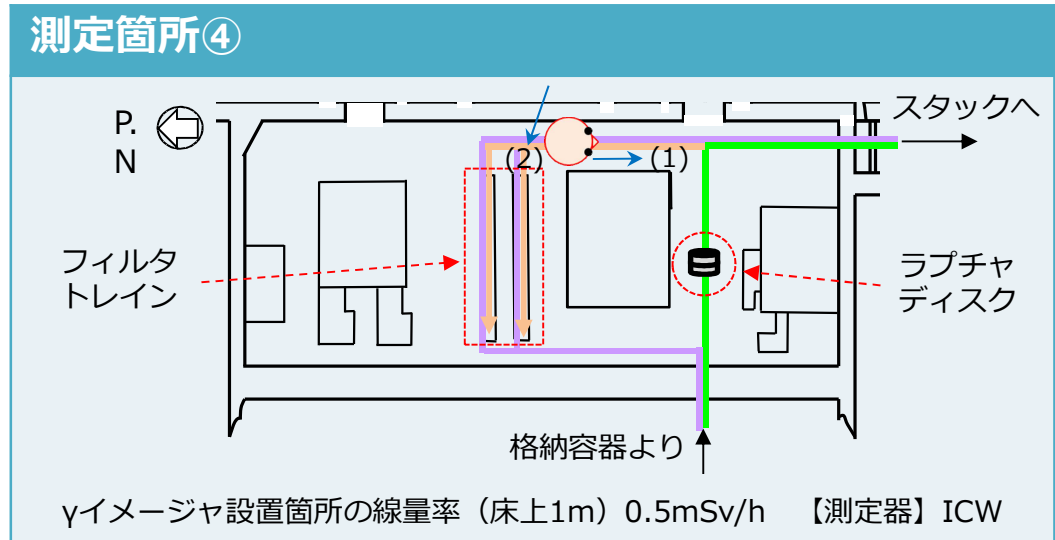 測定箇所④
P.
N
スタックへ
(2)
(1)
フィルタ
トレイン
ラプチャ
ディスク
格納容器より
γイメージャ設置箇所の線量率（床上1m）0.5mSv/h　【測定器】ICW